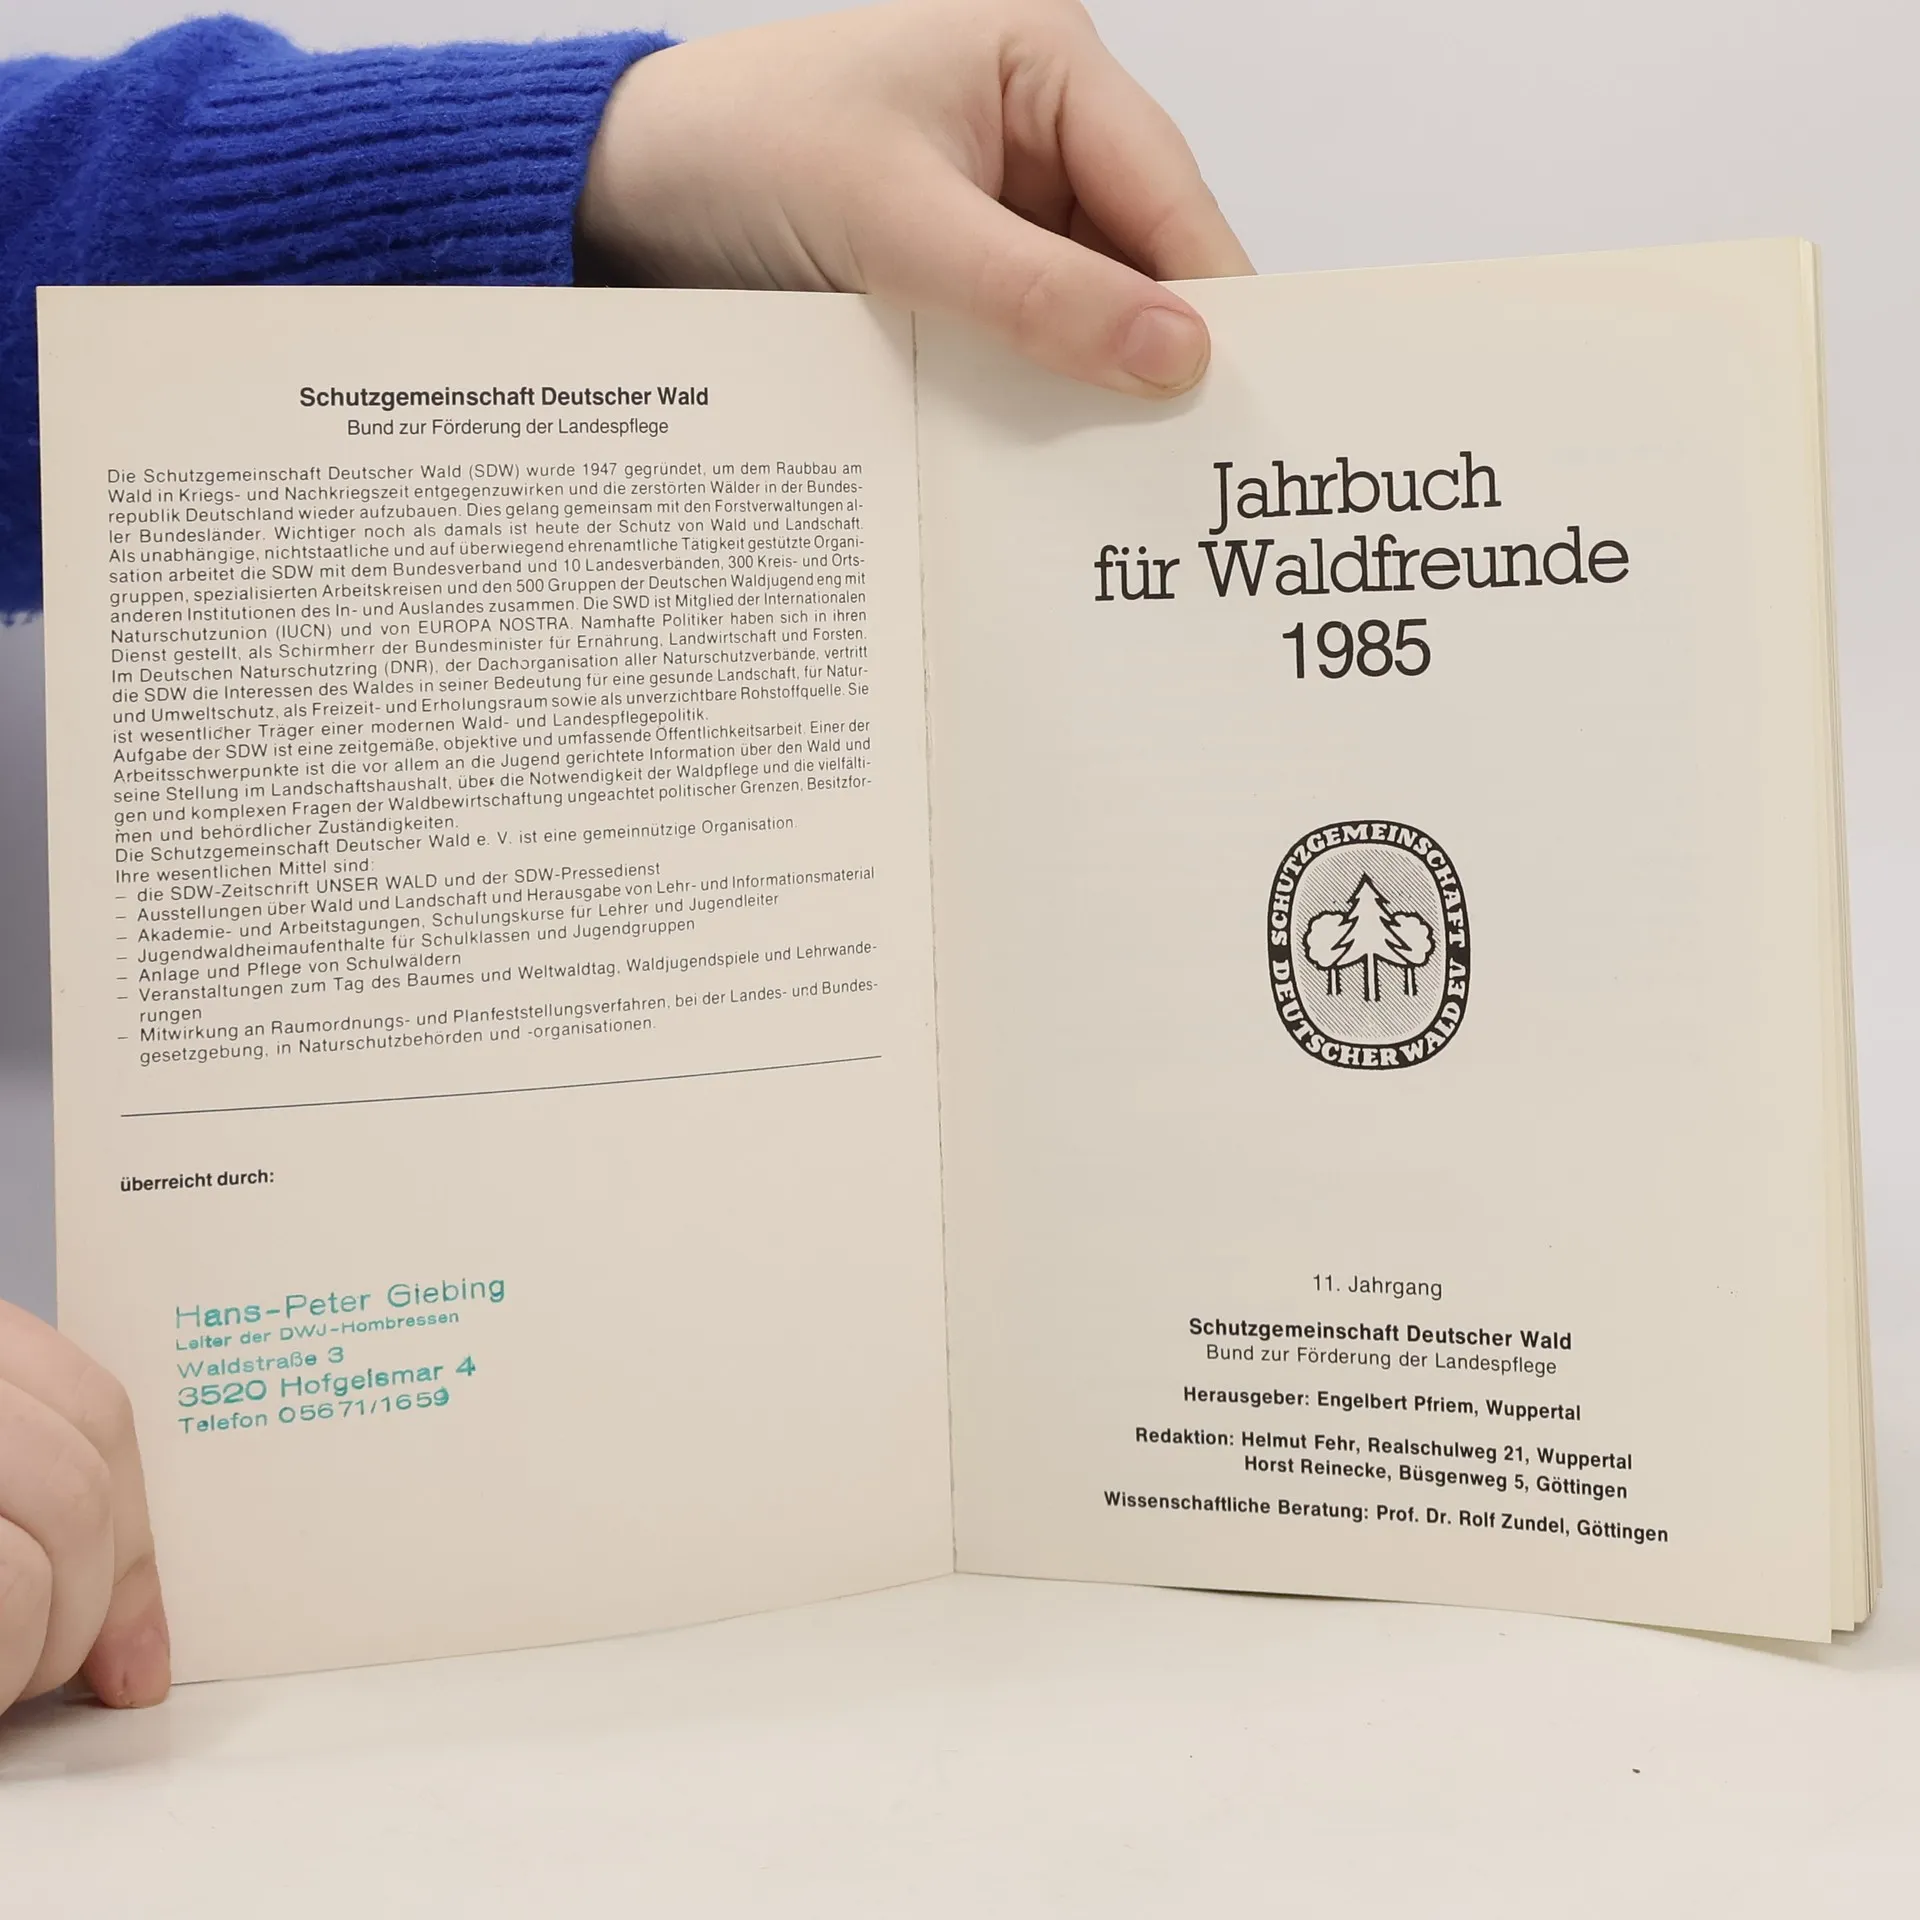 Schutzgemeinschaft Deutscher Wald
Bund zur Förderung der Landespflege
Die Schutzgemeinschaft Deutscher Wald (SDW) wurde 1947 gegründet, um dem Raubbau am
Wald in Kriegs- und Nachkriegszeit entgegenzuwirken und die zerstörten Wälder in der Bundes-
republik Deutschland wieder aufzubauen. Dies gelang gemeinsam mit den Forstverwaltungen al-
ler Bundesländer. Wichtiger noch als damals ist heute der Schutz von Wald und Landschaft.
Als unabhängige, nichtstaatliche und auf überwiegend ehrenamtliche Tätigkeit gestützte Organi-
sation arbeitet die SDW mit dem Bundesverband und 10 Landesverbänden, 300 Kreis- und Orts-
gruppen, spezialisierten Arbeitskreisen und den 500 Gruppen der Deutschen Waldjugend eng mit
anderen Institutionen des In- und Auslandes zusammen. Die SWD ist Mitglied der Internationalen
Naturschutzunion (IUCN) und von EUROPA NOSTRA. Namhafte Politiker haben sich in ihren
Dienst gestellt, als Schirmherr der Bundesminister für Ernährung, Landwirtschaft und Forsten.
Im Deutschen Naturschutzring (DNR), der Dachorganisation aller Naturschutzverbände, vertritt
die SDW die Interessen des Waldes in seiner Bedeutung für eine gesunde Landschaft, für Natur-
und Umweltschutz, als Freizeit- und Erholungsraum sowie als unverzichtbare Rohstoffquelle. Sie
ist wesentlicher Träger einer modernen Wald- und Landespflegepolitik.
Aufgabe der SDW ist eine zeitgemäße, objektive und umfassende Öffentlichkeitsarbeit. Einer der
Arbeitsschwerpunkte ist die vor allem an die Jugend gerichtete Information über den Wald und
seine Stellung im Landschaftshaushalt, über die Notwendigkeit der Waldpflege und die vielfälti-
gen und komplexen Fragen der Waldbewirtschaftung ungeachtet politischer Grenzen, Besitzfor-
men und behördlicher Zuständigkeiten.
Die Schutzgemeinschaft Deutscher Wald e. V. ist eine gemeinnützige Organisation.
Ihre wesentlichen Mittel sind:
– die SDW-Zeitschrift UNSER WALD und der SDW-Pressedienst
– Ausstellungen über Wald und Landschaft und Herausgabe von Lehr- und Informationsmaterial
– Akademie- und Arbeitstagungen, Schulungskurse für Lehrer und Jugendleiter
– Jugendwaldheimaufenthalte für Schulklassen und Jugendgruppen
– Anlage und Pflege von Schulwäldern
– Veranstaltungen zum Tag des Baumes und Weltwaldtag, Waldjugendspiele und Lehrwande-
rungen
– Mitwirkung an Raumordnungs- und Planfeststellungsverfahren, bei der Landes- und Bundes-
gesetzgebung, in Naturschutzbehörden und -organisationen.
überreicht durch:
Hans-Peter Giebing
Leiter der DWJ-Hombressen
Waldstraße 3
3520 Hofgeismar 4
Telefon 05671/1659
Jahrbuch
für Waldfreunde
1985
SCHUTZGEMEINSCHAFT
DEUTSCHER WALD EV
11. Jahrgang
Schutzgemeinschaft Deutscher Wald
Bund zur Förderung der Landespflege
Herausgeber: Engelbert Pfriem, Wuppertal
Redaktion: Helmut Fehr, Realschulweg 21, Wuppertal
Horst Reinecke, Büsgenweg 5, Göttingen
Wissenschaftliche Beratung: Prof. Dr. Rolf Zundel, Göttingen